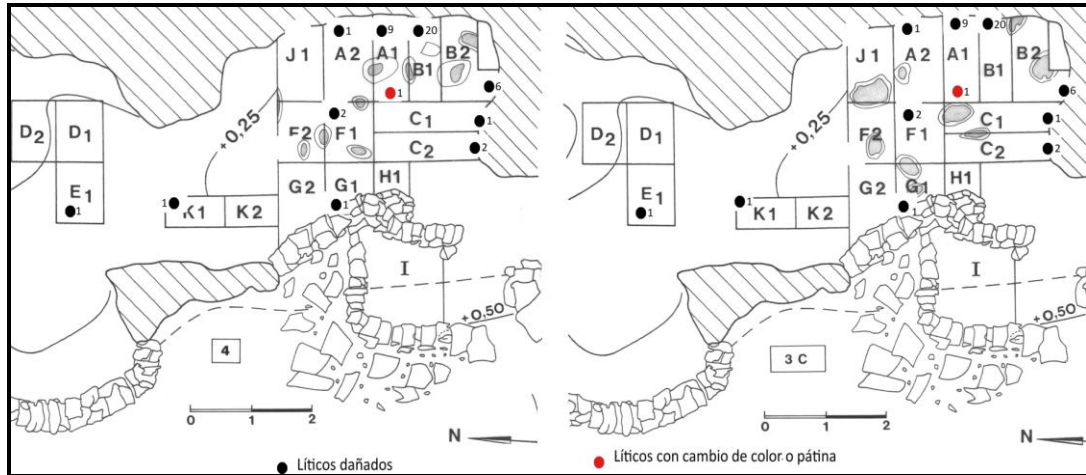 1 9 20
J1 A2 A1 B1 B2
6
1
2 1
D2 D1 +0,25 F2 F1 C1
C2 2
E1 G2 G1 H1
1 1 K1 K2 1
I
+0,50
4
0 1 2
N
1 9 20
J1 A2 A1 B1 B2
6
1
2 1
D2 D1 +0,25 F2 F1 C1
C2 2
E1 G2 G1 H1
1 1 K1 K2 1
I
+0,50
3 C
0 1 2
N
Líticos dañados
Líticos con cambio de color o pátina